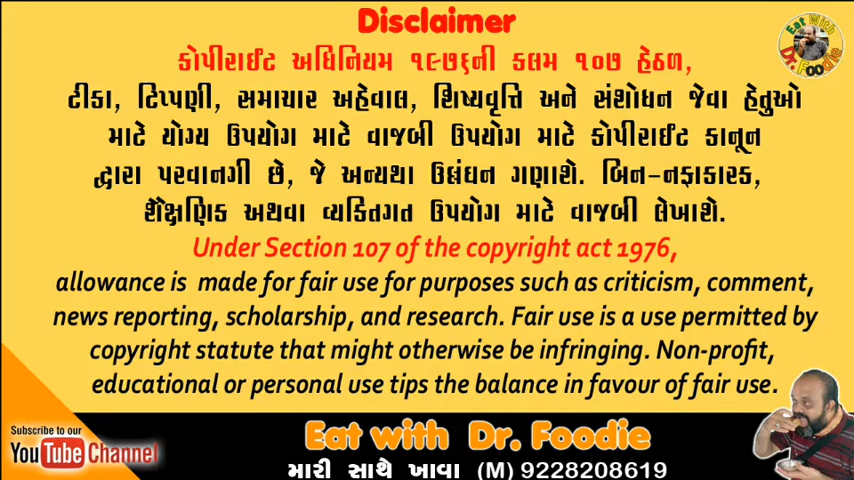 Disclaimer
Eat With
Dr. Foodie
કોપીરાઈટ અધિનિયમ ૧૯૭૬ની કલમ ૧૦૭ હેઠળ,
ટીકા, ટિપ્પણી, સમાચાર અહેવાલ, શિષ્યવૃત્તિ અને સંશોધન જેવા હેતુઓ
માટે યોગ્ય ઉપયોગ માટે વાજબી ઉપયોગ માટે કોપીરાઈટ કાનૂન
દ્વારા પરવાનગી છે, જે અન્યથા ઉલ્લંઘન ગણાશે. બિન-નફાકારક,
શૈક્ષણિક અથવા વ્યકિતગત ઉપયોગ માટે વાજબી લેખાશે.
Under Section 107 of the copyright act 1976,
allowance is made for fair use for purposes such as criticism, comment,
news reporting, scholarship, and research. Fair use is a use permitted by
copyright statute that might otherwise be infringing. Non-profit,
educational or personal use tips the balance in favour of fair use.
Subscribe to our
YouTube Channel
Eat with Dr. Foodie
મારી સાથે ખાવા (M) 9228208619